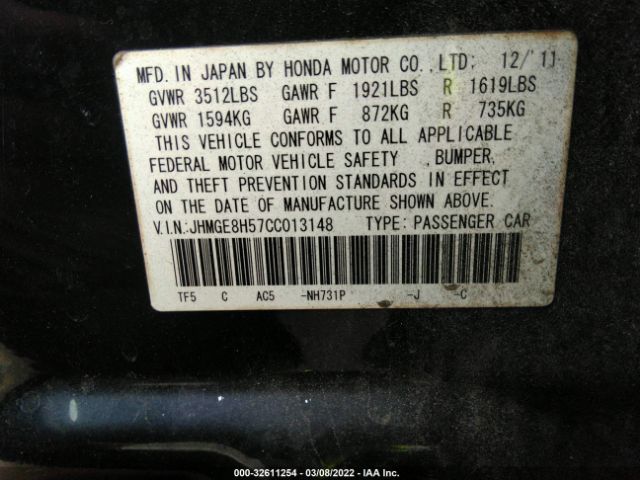 MFD. IN JAPAN BY HONDA MOTOR CO.,LTD; 12/'11
GVWR 3512LBS GAWR F 1921LBS R 1619LBS
GVWR 1594KG GAWR F 872KG R 735KG
THIS VEHICLE CONFORMS TO ALL APPLICABLE
FEDERAL MOTOR VEHICLE SAFETY , BUMPER,
AND THEFT PREVENTION STANDARDS IN EFFECT
ON THE DATE OF MANUFACTURE SHOWN ABOVE.
V.I.N.:JHMGE8H57CC013148 TYPE: PASSENGER CAR
TF5 C AC5 -NH731P -J -C
000-32611254 - 03/08/2022 - IAA Inc.